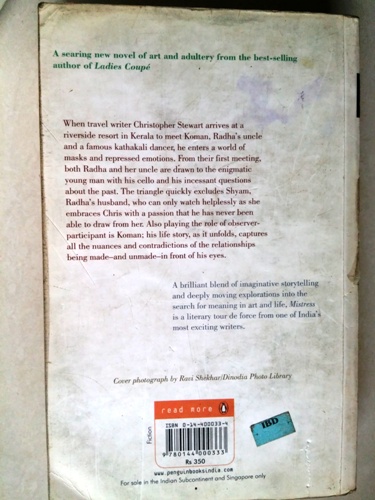 A searing new novel of art and adultery from the best-selling
author of Ladies Coupé
When travel writer Christopher Stewart arrives at a
riverside resort in Kerala to meet Koman, Radha's uncle
and a famous kathakali dancer, he enters a world of
masks and repressed emotions. From their first meeting,
both Radha and her uncle are drawn to the enigmatic
young man with his cello and his incessant questions
about the past. The triangle quickly excludes Shyam,
Radha's husband, who can only watch helplessly as she
embraces Chris with a passion that he has never been
able to draw from her. Also playing the role of observer-
participant is Koman; his life story, as it unfolds, captures
all the nuances and contradictions of the relationships
being made—and unmade—in front of his eyes.
A brilliant blend of imaginative storytelling
and deeply moving explorations into the
search for meaning in art and life, Mistress
is a literary tour de force from one of India's
most exciting writers.
Cover photograph by Ravi Shekhar/Dinodia Photo Library
read more
Fiction
ISBN 0-14-400033-4
9 780144 000333
Rs 350
IBD
www.penguinbooksindia.com
For sale in the Indian Subcontinent and Singapore only